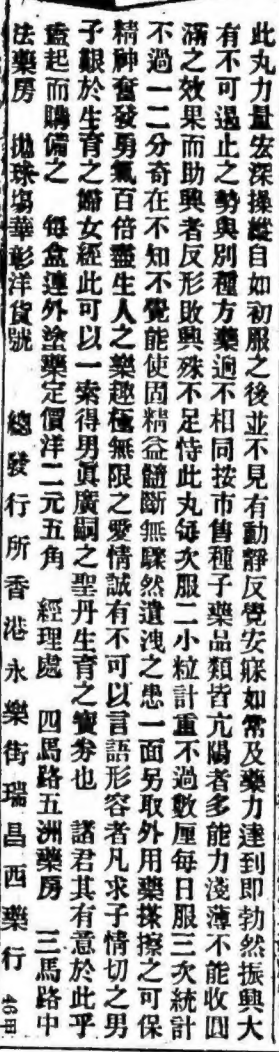 此丸力量宏深操縱自如初服之後並不見有動靜反覺安寐如常及藥力達到即勃然振興大
有不可遏止之勢與別種方藥逈不相同按市售種子藥品類皆亢陽者多能力淺薄不能收圓
滿之效果而助興者反形敗興殊不足恃此丸每次服二小粒計重不過數厘每日服三次統計
不過一二分奇在不知不覺能使固精益髓斷無驟然遺洩之患一面另取外用藥搽擦之可保
精神奮發勇氣百倍盡生人之樂趣極無限之愛情誠有不可以言語形容者凡求子情切之男
子艱於生育之婦女經此可以一索得男眞廣嗣之聖丹生育之寶劵也 諸君其有意於此乎
盍起而購備之 每盒連外塗藥定價洋二元五角 經理處 四馬路五洲藥房 三馬路中
法藥房 拋球塲華彰洋貨號 總發行所香港永樂街瑞昌西藥行